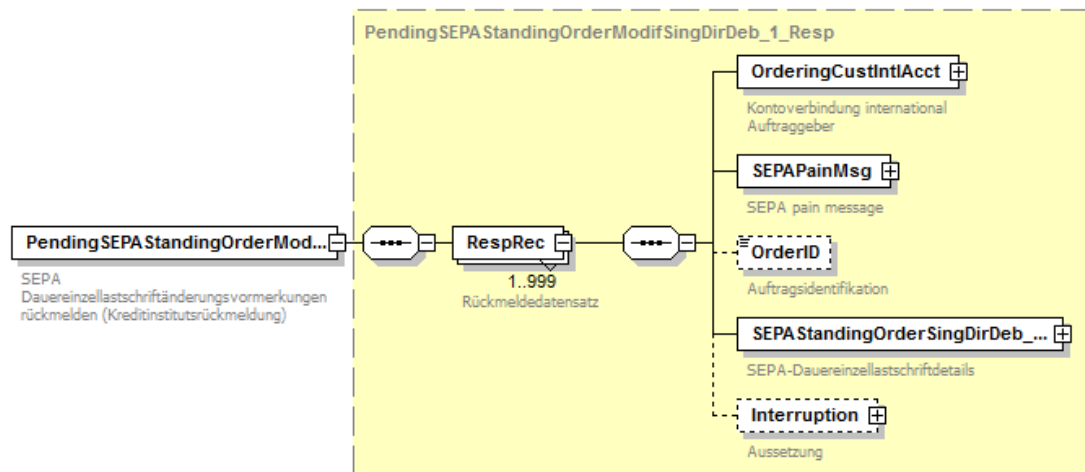 PendingSEPAStandingOrderModifSingDirDeb_1_Resp
OrderingCustIntlAcct
Kontoverbindung international
Auftraggeber
SEPAPainMsg
SEPA pain message
PendingSEPAStandingOrderMod...
SEPA
Dauereinzellastschriftänderungsvormerkungen
rückmelden (Kreditinstitutsrückmeldung)
RespRec
1..999
Rückmeldedatensatz
OrderID
Auftragsidentifikation
SEPAStandingOrderSingDirDeb_...
SEPA-Dauereinzellastschriftdetails
Interruption
Aussetzung